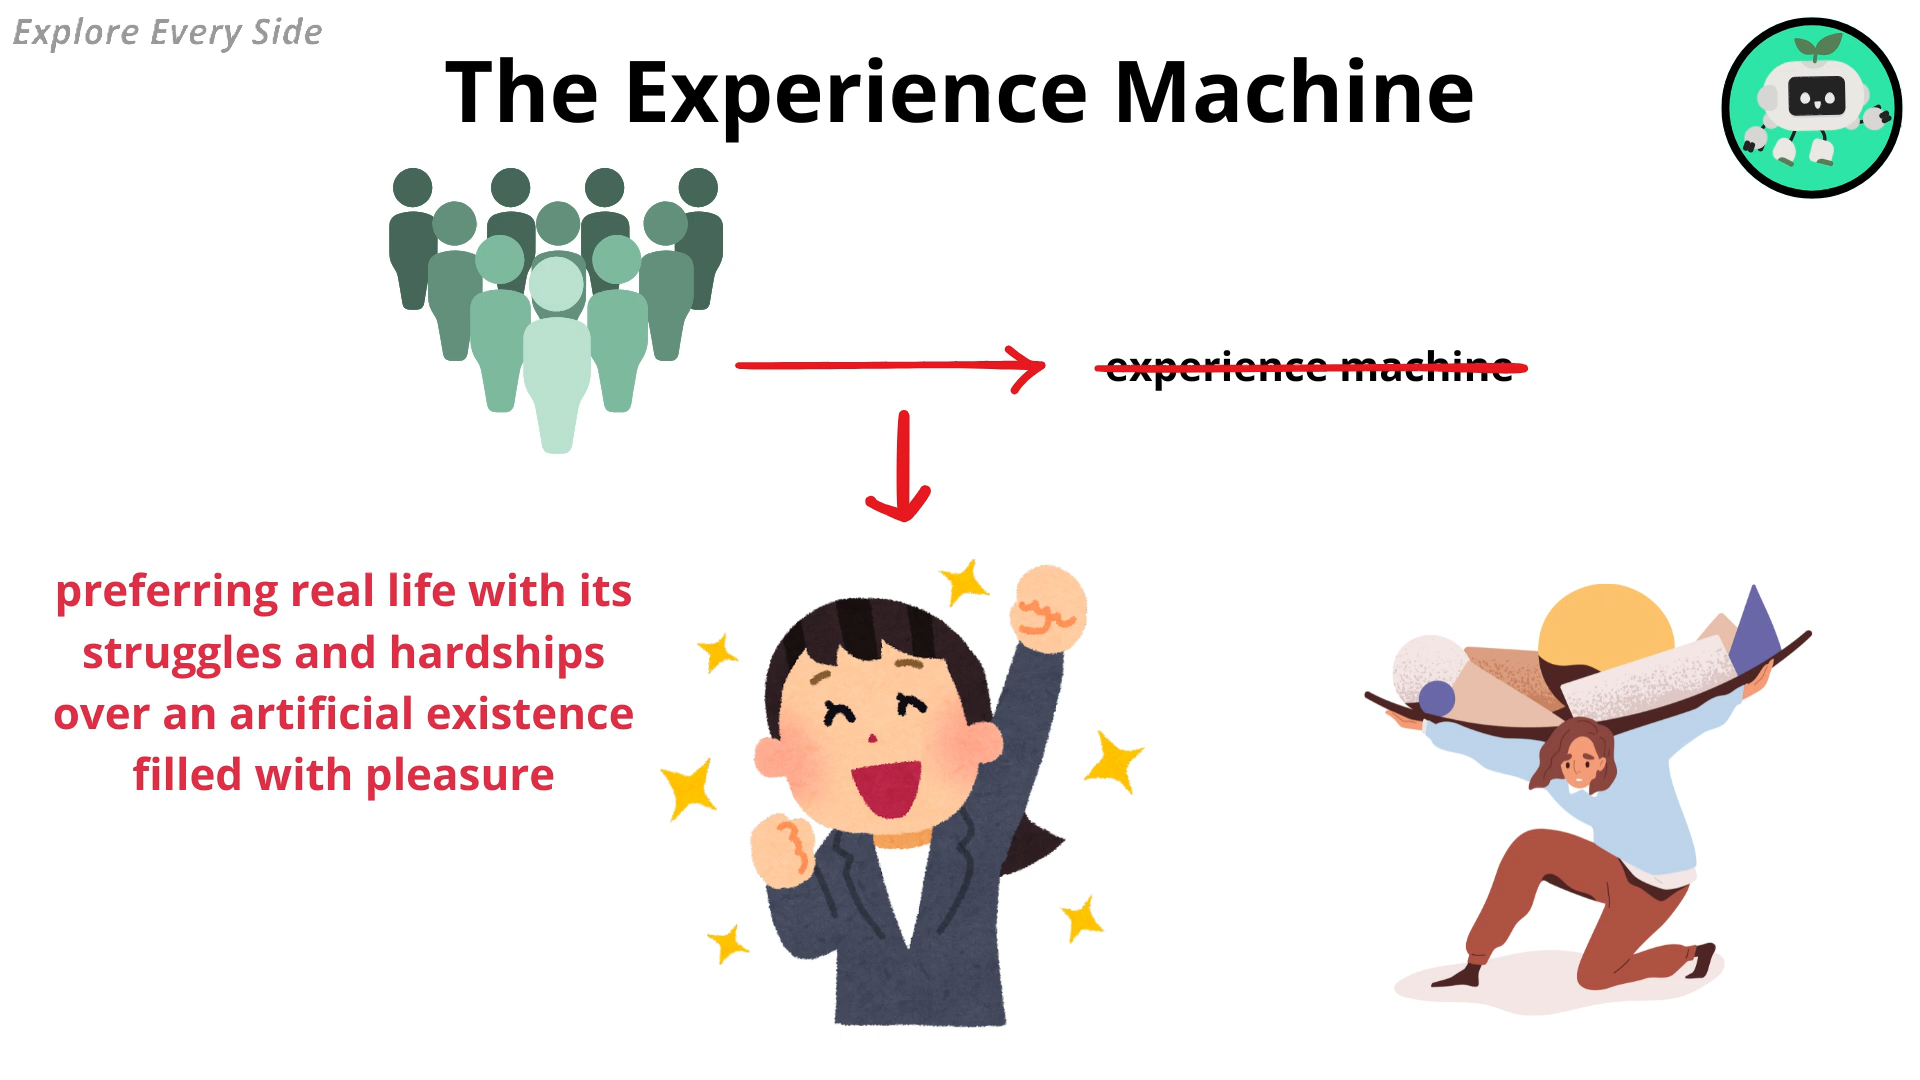 Explore Every Side
The Experience Machine
experience machine
preferring real life with its
struggles and hardships
over an artificial existence
filled with pleasure